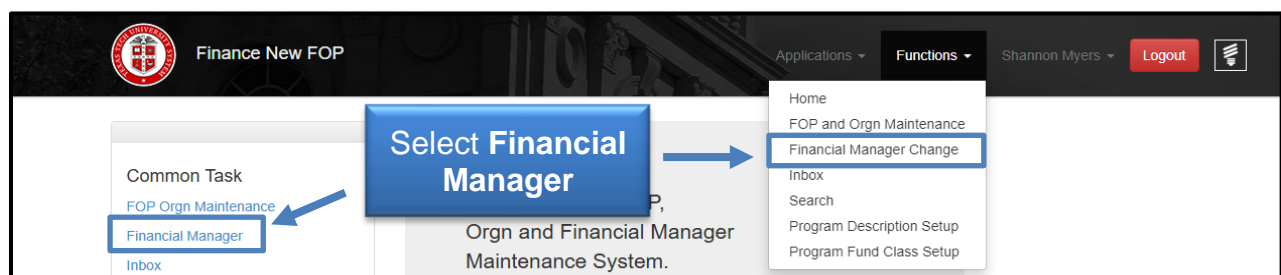 Finance New FOP
Applications
Functions
Shannon Myers
Logout
Home
FOP and Orgn Maintenance
Financial Manager Change
Inbox
Search
Program Description Setup
Program Fund Class Setup
Select Financial
Manager
Common Task
FOP Orgn Maintenance
Financial Manager
Inbox
P,
Orgn and Financial Manager
Maintenance System.